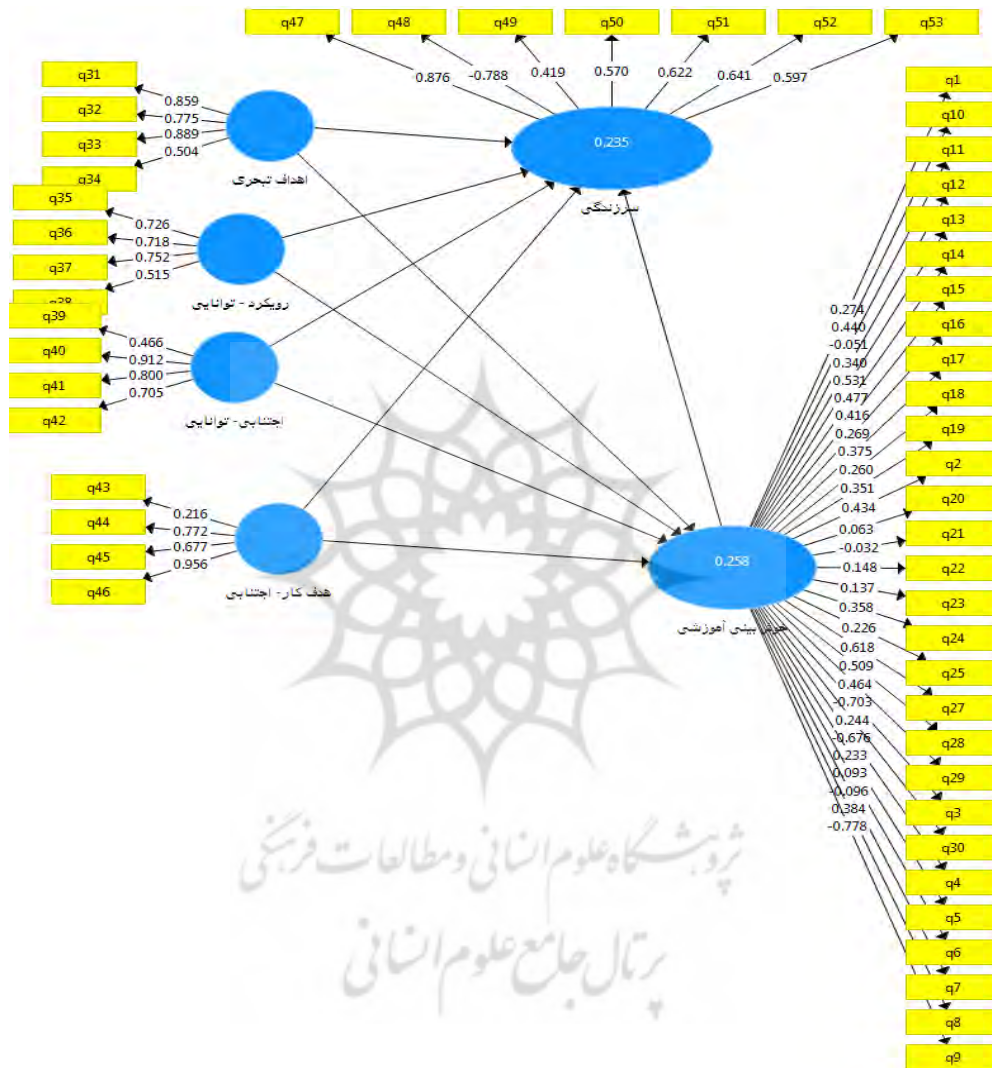 q47
q48
q49
q50
q51
q52
q53
0.876
-0.788
0.419
0.570
0.622
0.641
0.597
0.235
سرزندگی
q31
q32
q33
q34
0.859
0.775
0.889
0.504
اهداف تبحری
q35
q36
q37
q38
0.726
0.718
0.752
0.515
رویکرد - توانایی
q39
q40
q41
q42
0.466
0.912
0.800
0.705
اجتنابی- توانایی
q43
q44
q45
q46
0.216
0.772
0.677
0.956
هدف کار- اجتنابی
0.258
خوش بینی آموزشی
0.274
0.440
-0.051
0.340
0.531
0.477
0.416
0.269
0.375
0.260
0.351
0.434
0.063
-0.032
0.148
0.137
0.358
0.226
0.618
0.509
0.464
-0.703
0.244
-0.676
0.233
0.093
-0.096
0.384
-0.778
q1
q10
q11
q12
q13
q14
q15
q16
q17
q18
q19
q2
q20
q21
q22
q23
q24
q25
q27
q28
q29
q3
q30
q4
q5
q6
q7
q8
q9
پژوهشگاه علوم انسانی و مطالعات فرهنگی
پرتال جامع علوم انسانی